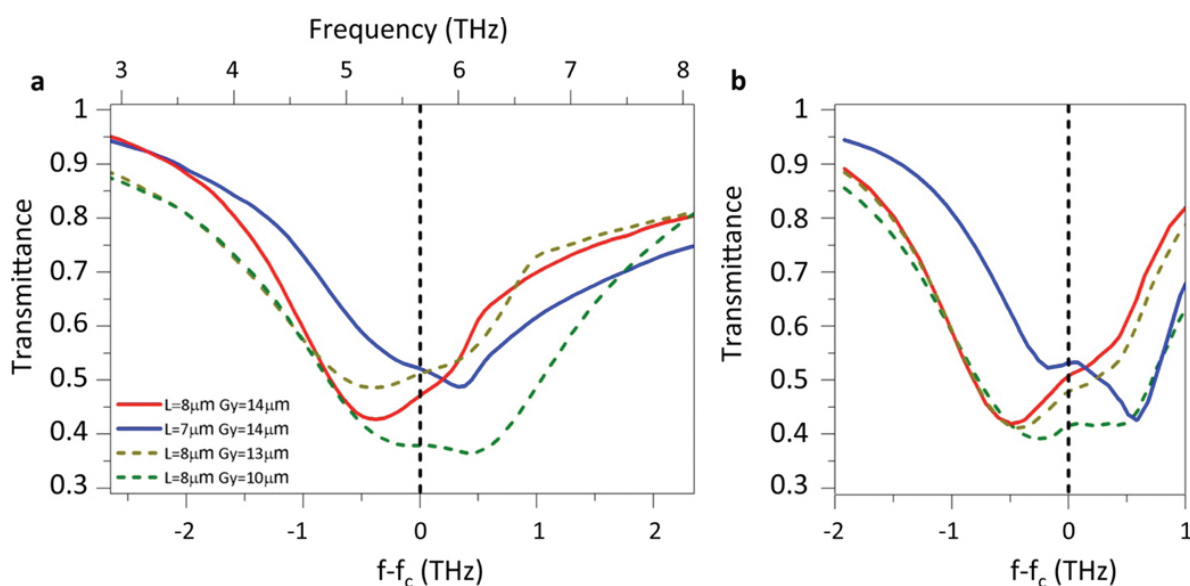 Frequency (THz)
3 4 5 6 7 8
a
1
0.9
0.8
0.7
0.6
0.5
0.4
0.3
Transmittance
L=8μm Gy=14μm
L=7μm Gy=14μm
L=8μm Gy=13μm
L=8μm Gy=10μm
-2 -1 0 1 2
f-fc (THz)
b
1
0.9
0.8
0.7
0.6
0.5
0.4
0.3
Transmittance
-2 -1 0 1
f-fc (THz)